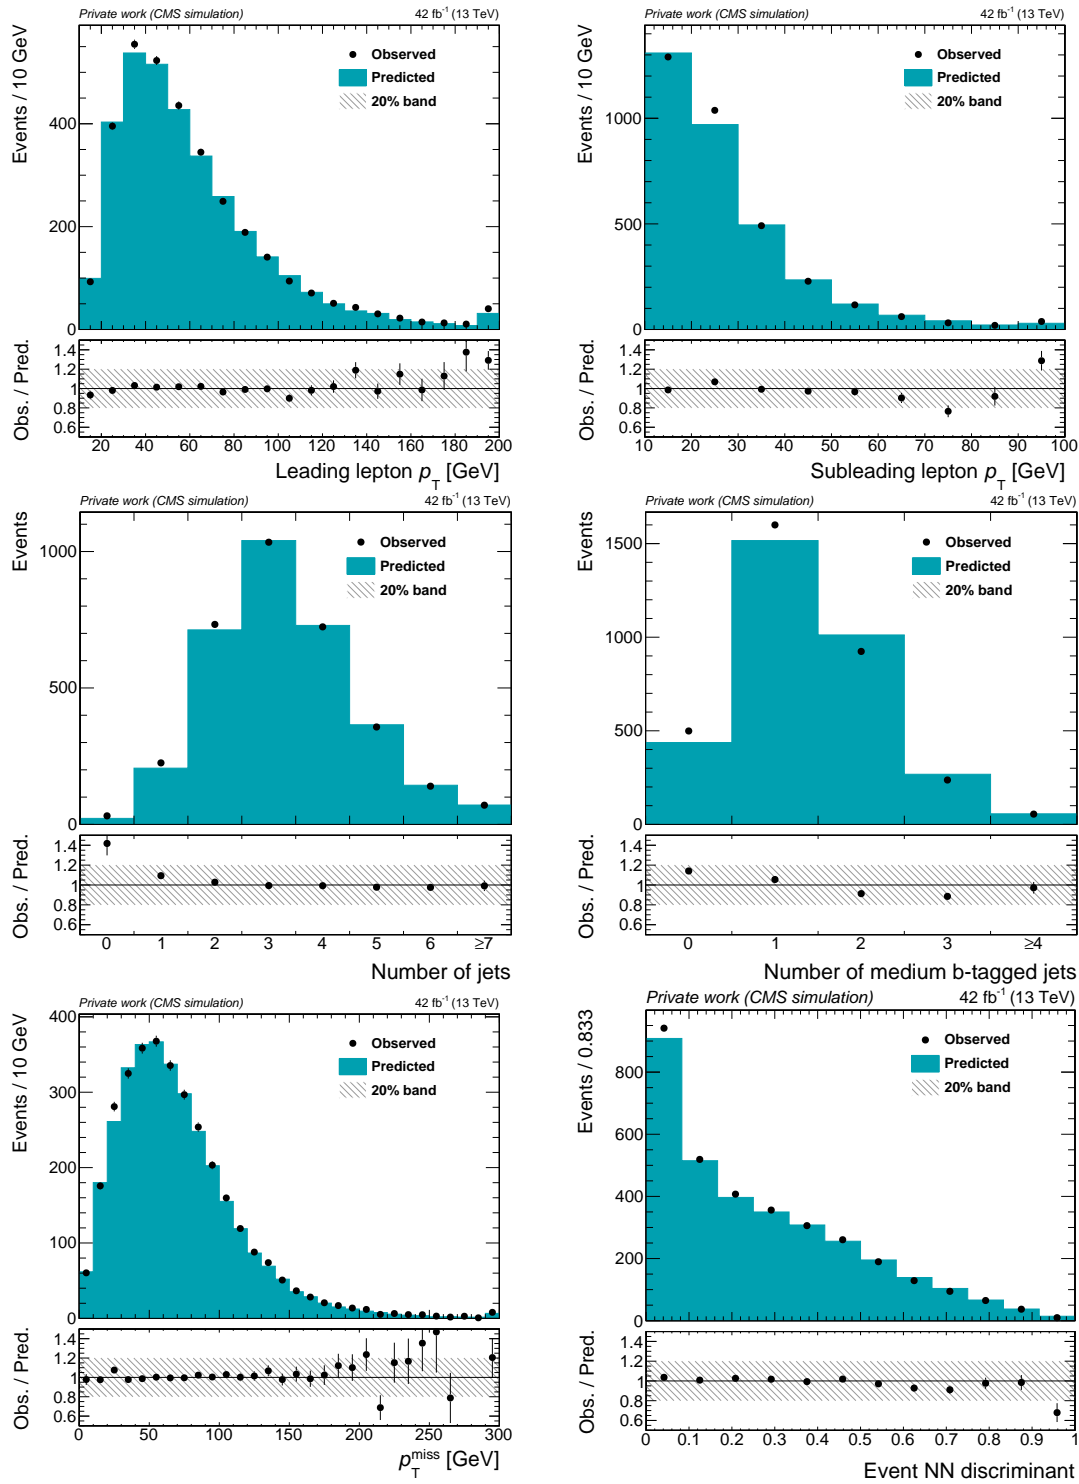 Private work (CMS simulation) 42 fb-1 (13 TeV)
Events / 10 GeV
400
200
0
Observed
Predicted
20% band
Obs. / Pred.
1.4
1.2
1
0.8
0.6
0 20 40 60 80 100 120 140 160 180 200
Leading lepton pT [GeV]
42 fb-1 (13 TeV)
Private work (CMS simulation)
Events / 10 GeV
1000
500
0
Observed
Predicted
20% band
Obs. / Pred.
1.4
1.2
1
0.8
0.6
10 20 30 40 50 60 70 80 90 100
Subleading lepton pT [GeV]
Private work (CMS simulation) 42 fb-1 (13 TeV)
Events
1000
500
0
Observed
Predicted
20% band
Obs. / Pred.
1.4
1.2
1
0.8
0.6
0 1 2 3 4 5 6 ≥7
Number of jets
Private work (CMS simulation) 42 fb-1 (13 TeV)
Events
1500
1000
500
0
Observed
Predicted
20% band
Obs. / Pred.
1.4
1.2
1
0.8
0.6
0 1 2 3 ≥4
Number of medium b-tagged jets
Private work (CMS simulation) 42 fb-1 (13 TeV)
Events / 10 GeV
400
300
200
100
0
Observed
Predicted
20% band
Obs. / Pred.
1.4
1.2
1
0.8
0.6
0 50 100 150 200 250 300
pTmiss [GeV]
Private work (CMS simulation) 42 fb-1 (13 TeV)
Events / 0.833
800
600
400
200
0
Observed
Predicted
20% band
Obs. / Pred.
1.4
1.2
1
0.8
0.6
0 0.1 0.2 0.3 0.4 0.5 0.6 0.7 0.8 0.9 1
Event NN discriminant